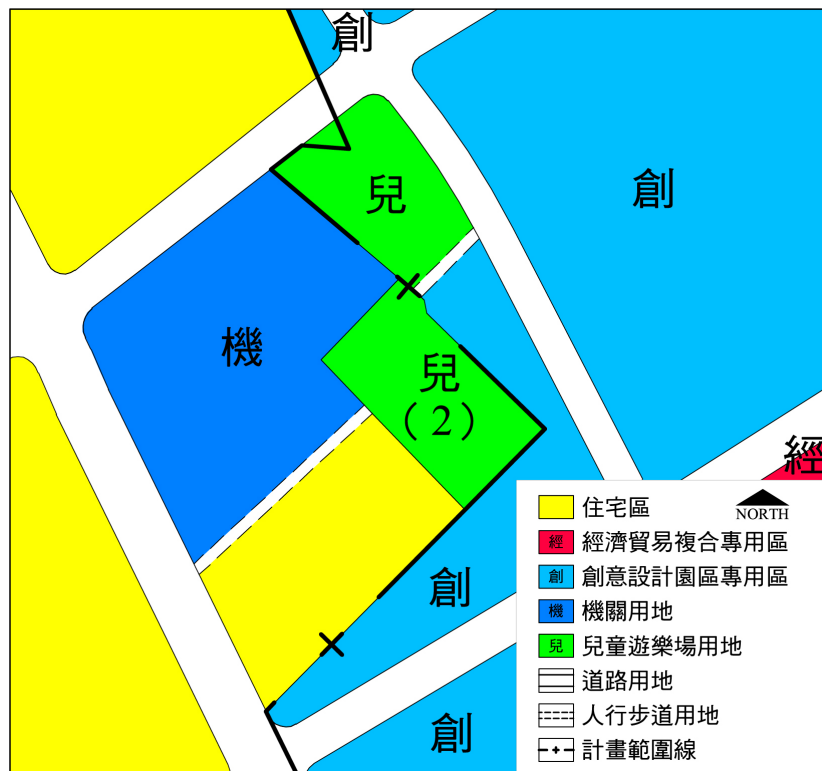 創
兒
創
機
兒
（2）
經
創
創
住宅區
NORTH
經 經濟貿易複合專用區
創 創意設計園區專用區
機 機關用地
兒 兒童遊樂場用地
道路用地
人行步道用地
計畫範圍線